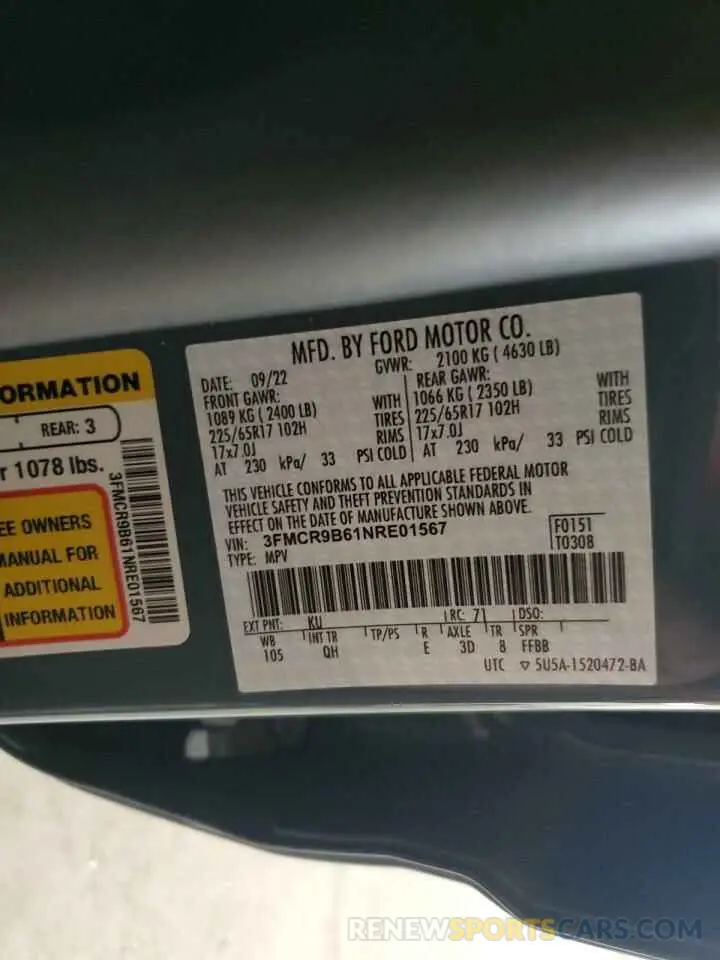 ORMATION
REAR: 3
r 1078 lbs.
EE OWNERS
MANUAL FOR
ADDITIONAL
INFORMATION
3FMCR9B61NRE01567
MFD. BY FORD MOTOR CO.
DATE: 09/22 GVWR: 2100 KG ( 4630 LB)
FRONT GAWR: REAR GAWR:
1089 KG ( 2400 LB) WITH 1066 KG ( 2350 LB) WITH
225/65R17 102H TIRES 225/65R17 102H TIRES
17x7.0J RIMS 17x7.0J RIMS
AT 230 kPa/ 33 PSI COLD AT 230 kPa/ 33 PSI COLD
THIS VEHICLE CONFORMS TO ALL APPLICABLE FEDERAL MOTOR
VEHICLE SAFETY AND THEFT PREVENTION STANDARDS IN
EFFECT ON THE DATE OF MANUFACTURE SHOWN ABOVE.
VIN: 3FMCR9B61NRE01567 F0151
TYPE: MPV T0308
EXT PNT: KU RC: 71 DSO:
WB INT TR TP/PS R AXLE TR SPR
105 QH E 3D 8 FFBB
UTC ▽ 5U5A-1520472-BA
RENEWSPORTSCARS.COM